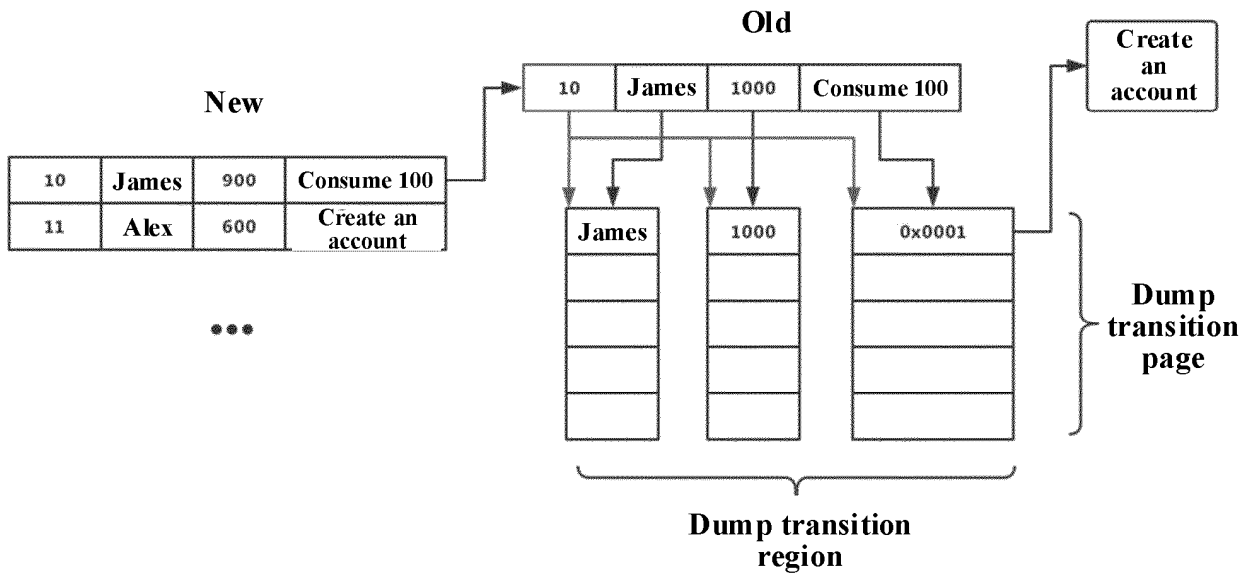 Old
Create
an
account
10 James 1000 Consume 100
New
10 James 900 Consume 100
11 Alex 600 Create an
account
James 1000 0x0001
Dump
transition
page
Dump transition
region